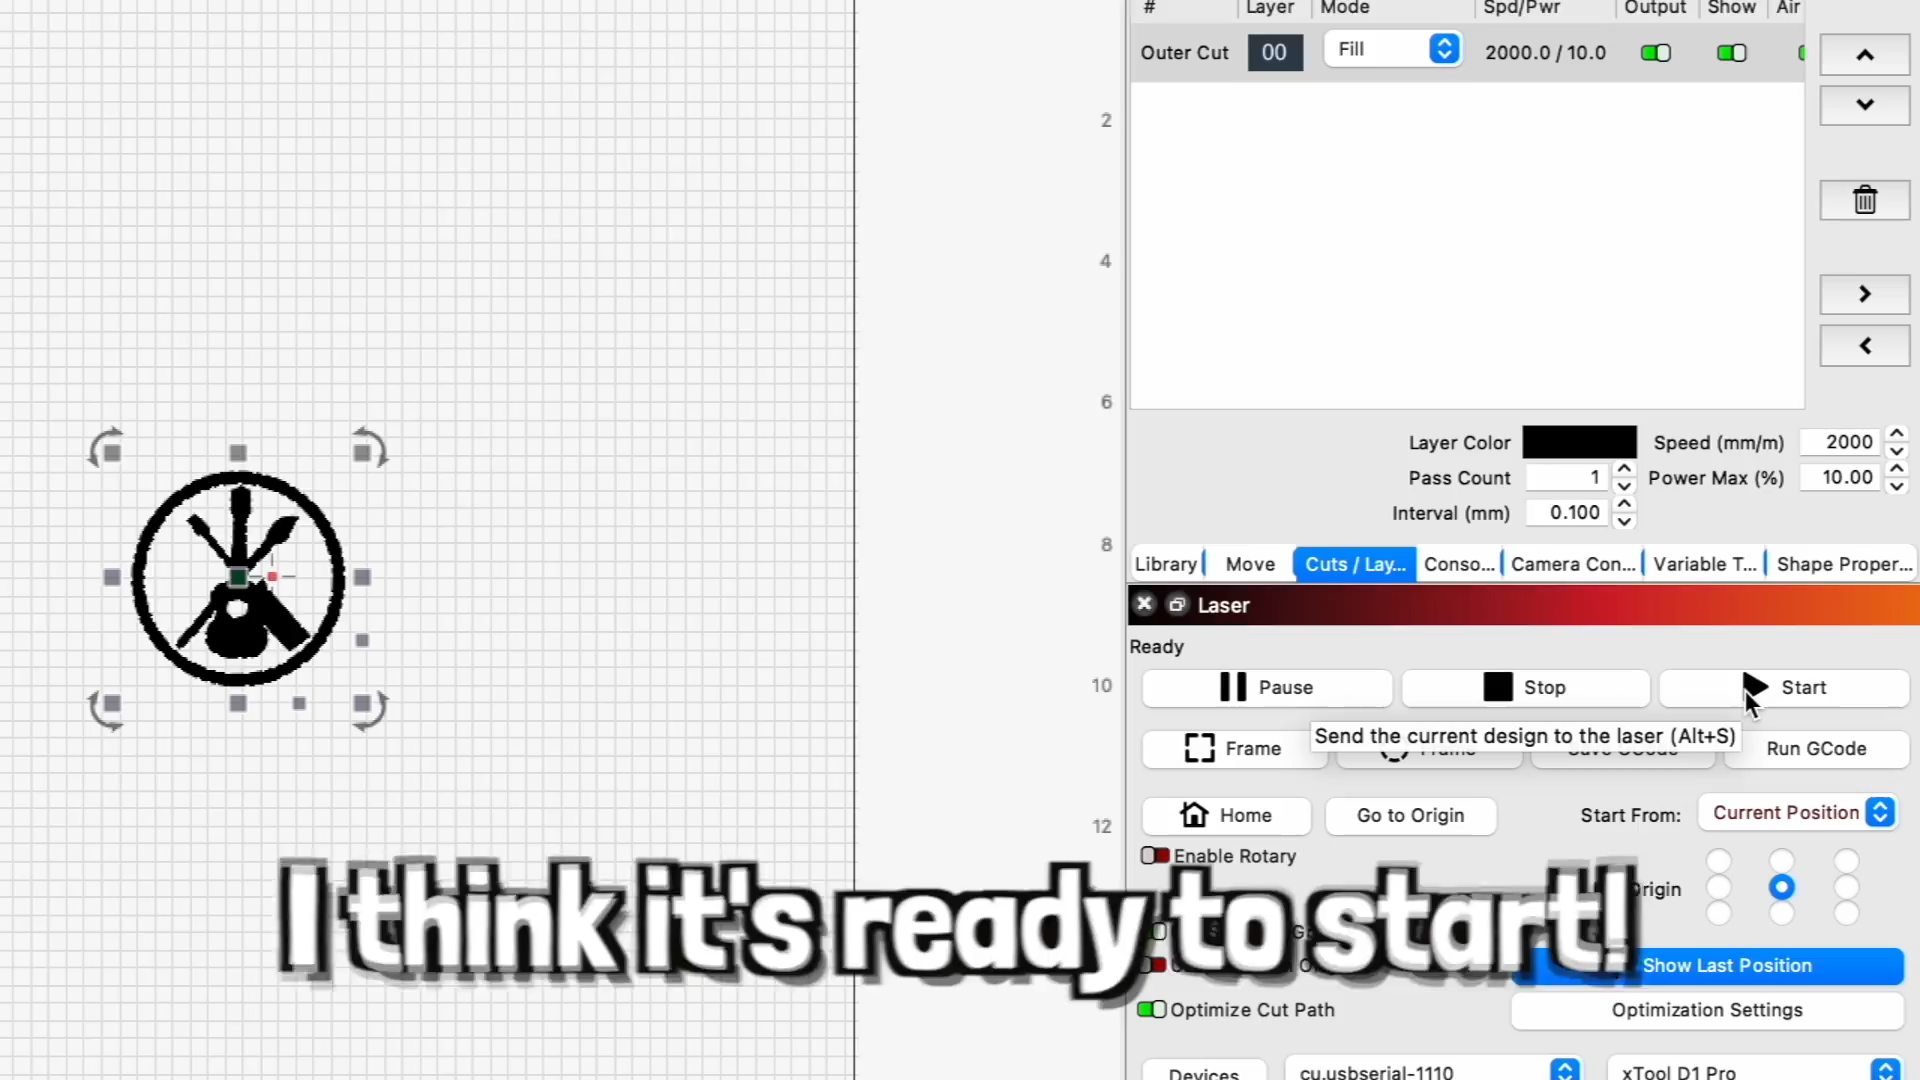 # Layer Mode Spd/Pwr Output Show Air
Outer Cut 00 Fill 2000.0 / 10.0
2
4
6
8
10
12
Layer Color Speed (mm/m) 2000
Pass Count 1 Power Max (%) 10.00
Interval (mm) 0.100
Library Move Cuts / Lay... Conso... Camera Con... Variable T... Shape Proper...
Laser
Ready
Pause Stop Start
Send the current design to the laser (Alt+S)
Frame Frame Save GCode Run GCode
Home Go to Origin Start From: Current Position
Enable Rotary
Origin
I think it's ready to start!
Show Last Position
Optimize Cut Path Optimization Settings
Devices cu.usbserial-1110 xTool D1 Pro